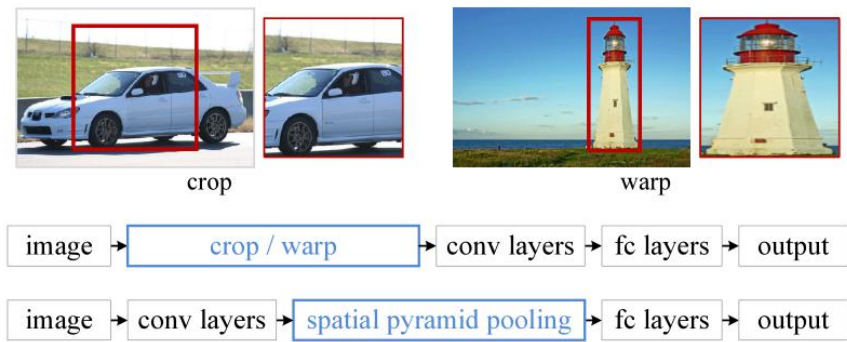 crop
warp
image crop / warp conv layers fc layers output
image conv layers spatial pyramid pooling fc layers output